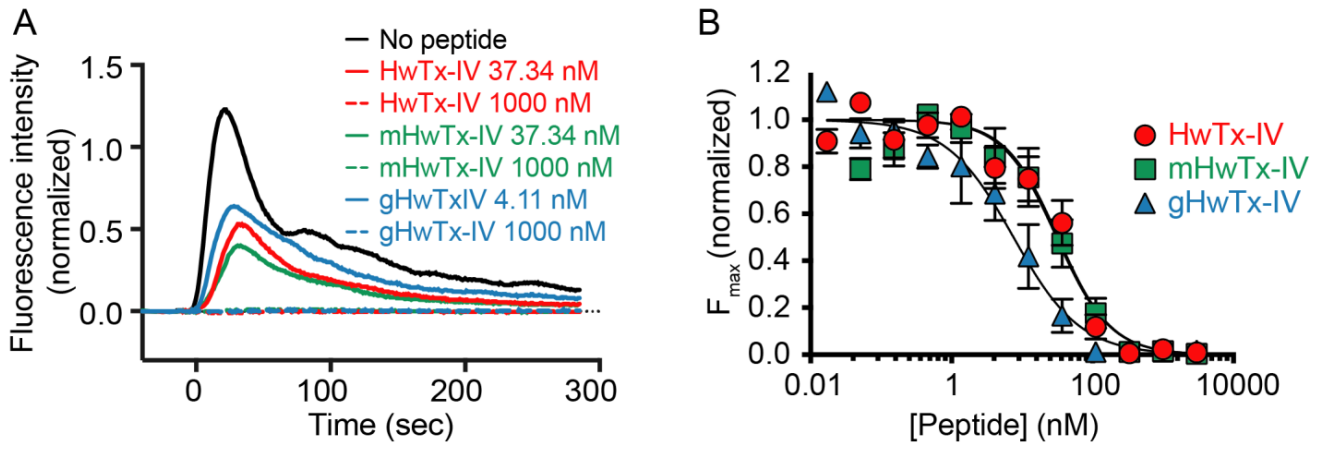 A
Fluorescence intensity
(normalized)
1.5
1.0
0.5
0.0
No peptide
HwTx-IV 37.34 nM
HwTx-IV 1000 nM
mHwTx-IV 37.34 nM
mHwTx-IV 1000 nM
gHwTxIV 4.11 nM
gHwTx-IV 1000 nM
0
100
200
300
Time (sec)
B
Fmax (normalized)
1.2
1.0
0.8
0.6
0.4
0.2
0.0
HwTx-IV
mHwTx-IV
gHwTx-IV
0.01
1
100
10000
[Peptide] (nM)